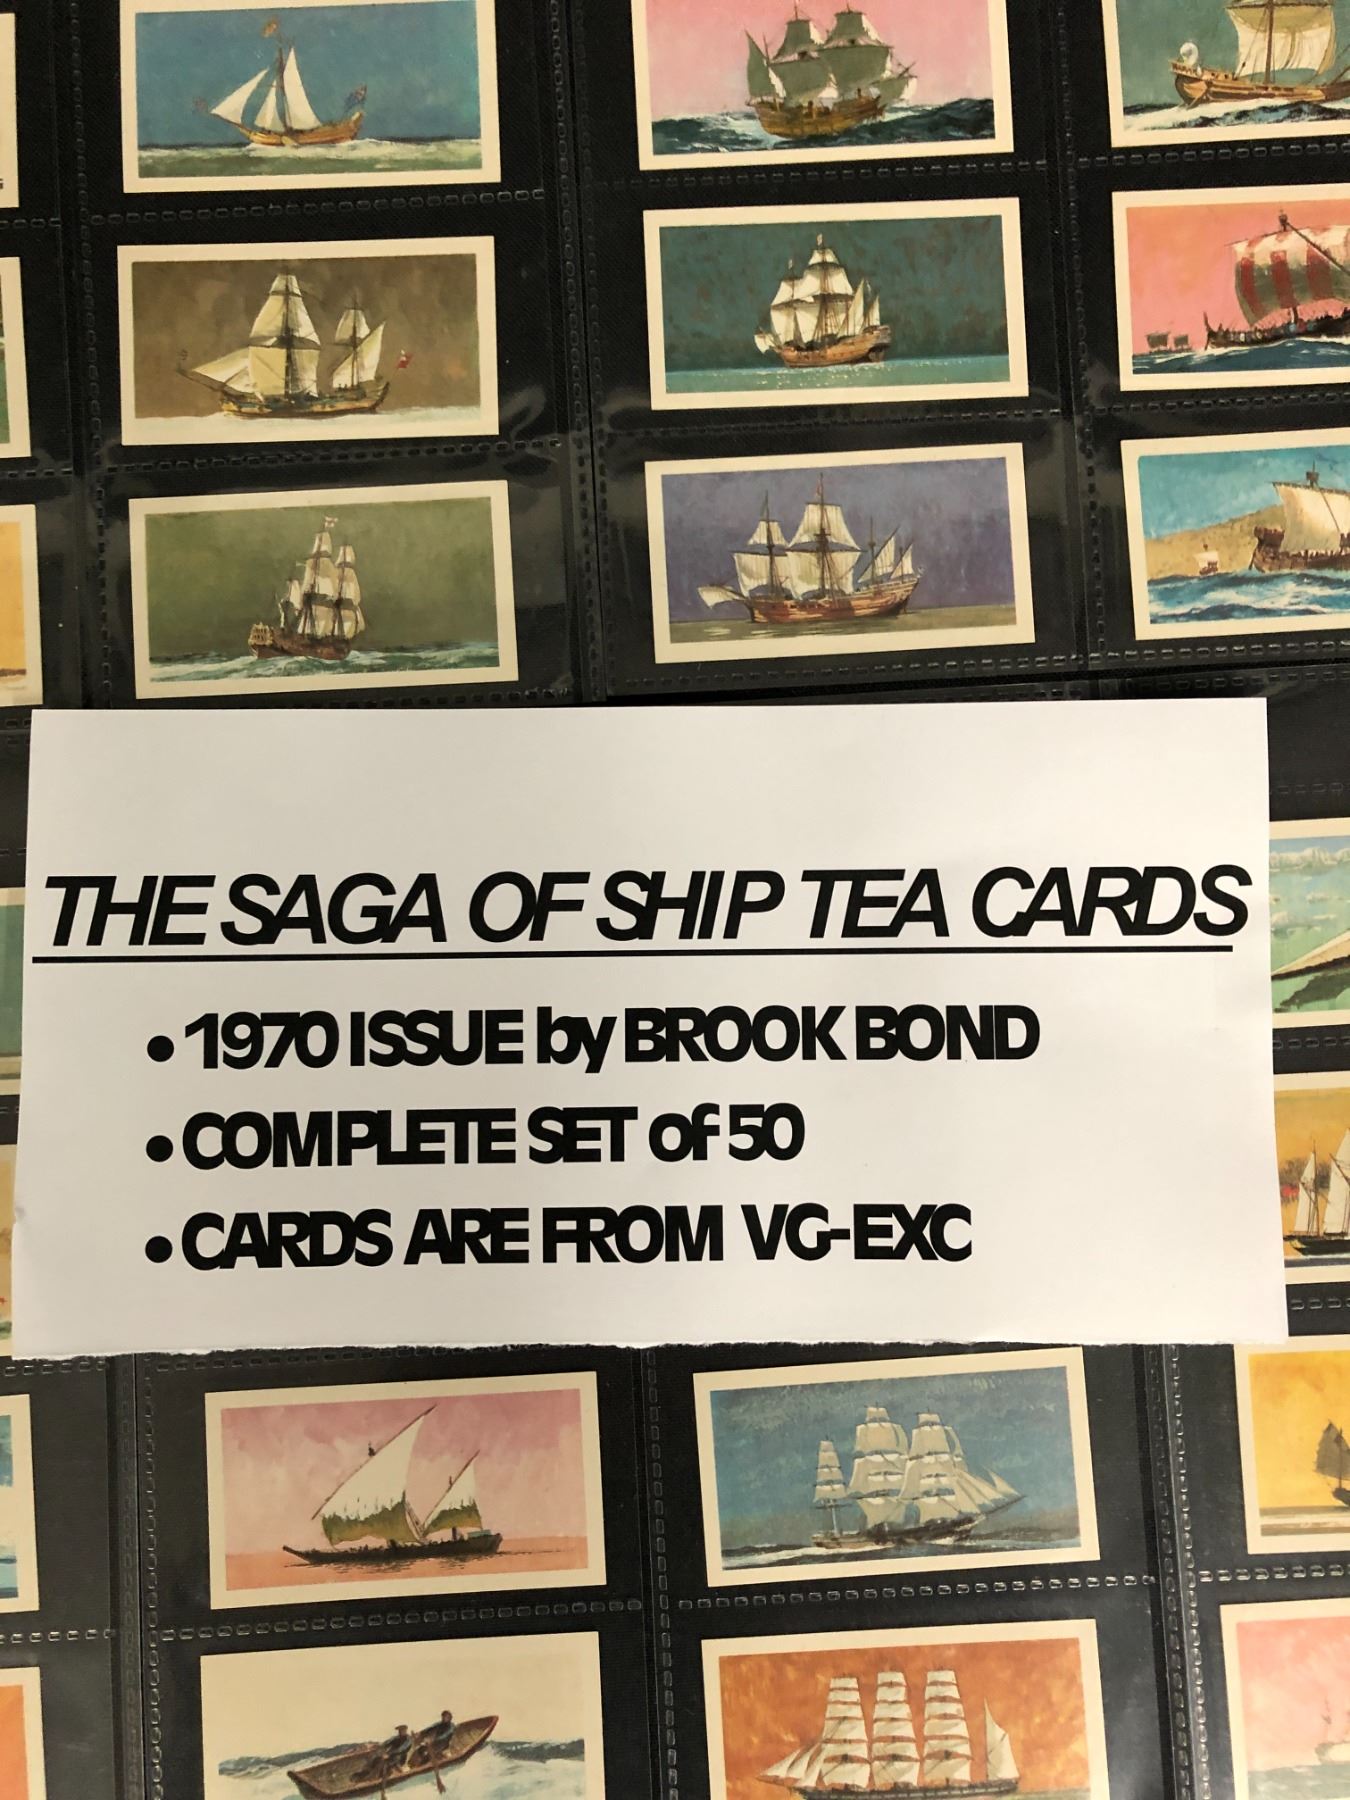 THE SAGA OF SHIP TEA CARDS
• 1970 ISSUE by BROOK BOND
• COMPLETE SET of 50
• CARDS ARE FROM VG-EXC